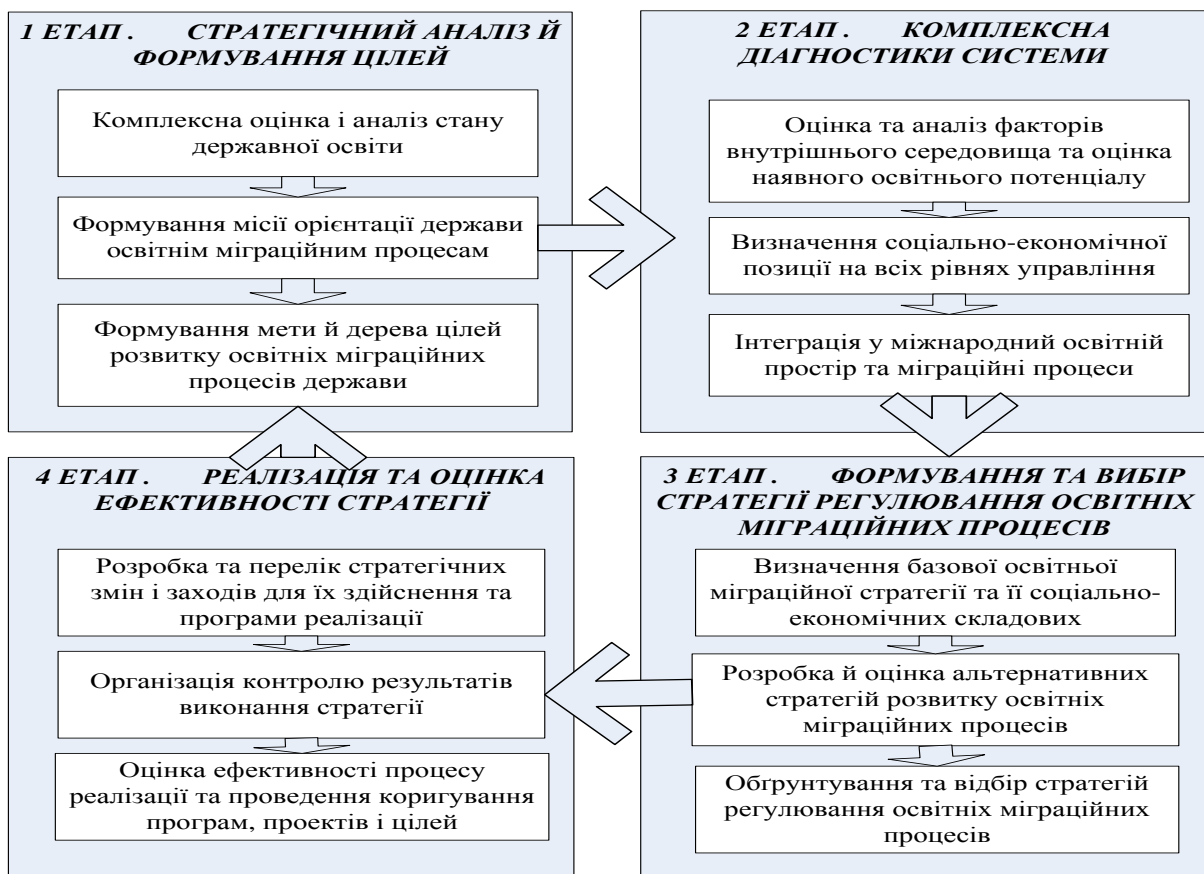 1 ЕТАП . СТРАТЕГІЧНИЙ АНАЛІЗ Й
ФОРМУВАННЯ ЦІЛЕЙ
Комплексна оцінка і аналіз стану
державної освіти
Формування місії орієнтації держави
освітнім міграційним процесам
Формування мети й дерева цілей
розвитку освітніх міграційних
процесів держави
2 ЕТАП . КОМПЛЕКСНА
ДІАГНОСТИКИ СИСТЕМИ
Оцінка та аналіз факторів
внутрішнього середовища та оцінка
наявного освітнього потенціалу
Визначення соціально-економічної
позиції на всіх рівнях управління
Інтеграція у міжнародний освітній
простір та міграційні процеси
3 ЕТАП . ФОРМУВАННЯ ТА ВИБІР
СТРАТЕГІЇ РЕГУЛЮВАННЯ ОСВІТНІХ
МІГРАЦІЙНИХ ПРОЦЕСІВ
Визначення базової освітньої
міграційної стратегії та її соціально-
економічних складових
Розробка й оцінка альтернативних
стратегій розвитку освітніх
міграційних процесів
Обґрунтування та відбір стратегій
регулювання освітніх міграційних
процесів
4 ЕТАП . РЕАЛІЗАЦІЯ ТА ОЦІНКА
ЕФЕКТИВНОСТІ СТРАТЕГІЇ
Розробка та перелік стратегічних
змін і заходів для їх здійснення та
програми реалізації
Організація контролю результатів
виконання стратегії
Оцінка ефективності процесу
реалізації та проведення коригування
програм, проектів і цілей